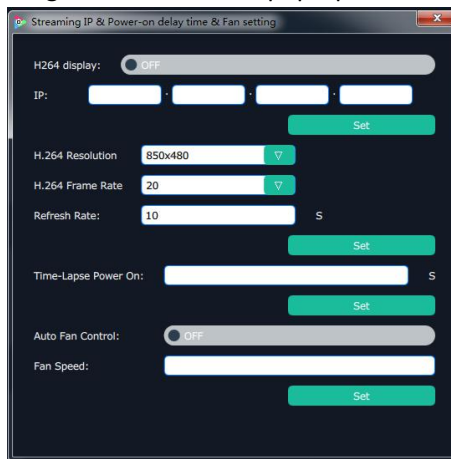 Streaming IP & Power-on delay time & Fan setting
H264 display: OFF
IP: . . .
Set
H.264 Resolution 850x480
H.264 Frame Rate 20
Refresh Rate: 10 S
Set
Time-Lapse Power On: S
Set
Auto Fan Control: OFF
Fan Speed:
Set